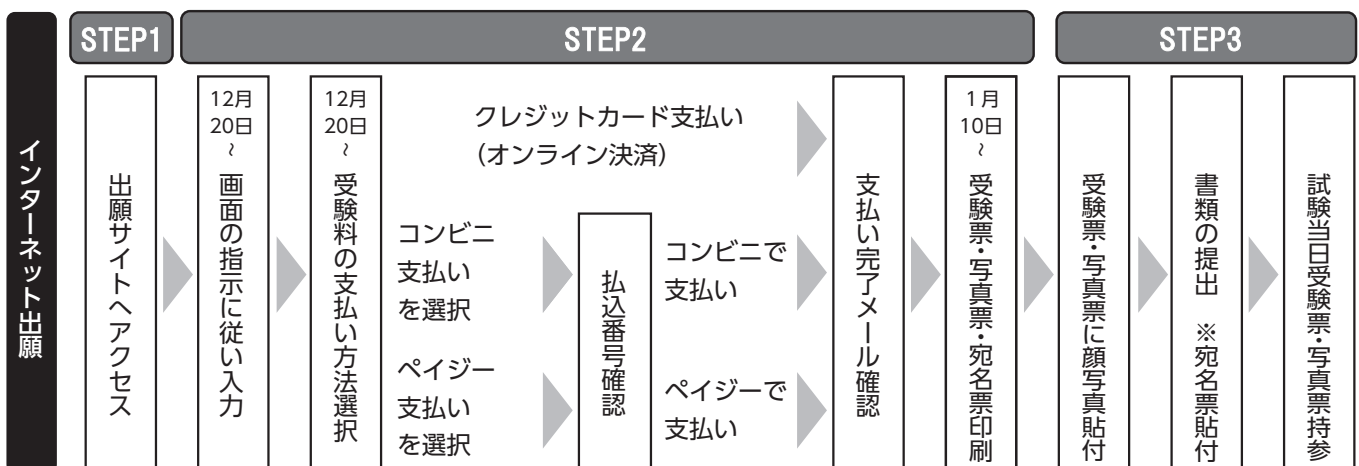 インターネット出願
STEP1
STEP2
STEP3
出願サイトへアクセス
12月
20日
~
画面の指示に従い入力
12月
20日
~
受験料の支払い方法選択
クレジットカード支払い
(オンライン決済)
コンビニ
支払い
を選択
ペイジー
支払い
を選択
払込番号確認
コンビニで
支払い
ペイジーで
支払い
支払い完了メール確認
1月
10日
~
受験票・写真票・宛名票印刷
受験票・写真票に顔写真貼付
書類の提出 ※宛名票貼付
試験当日受験票・写真票持参